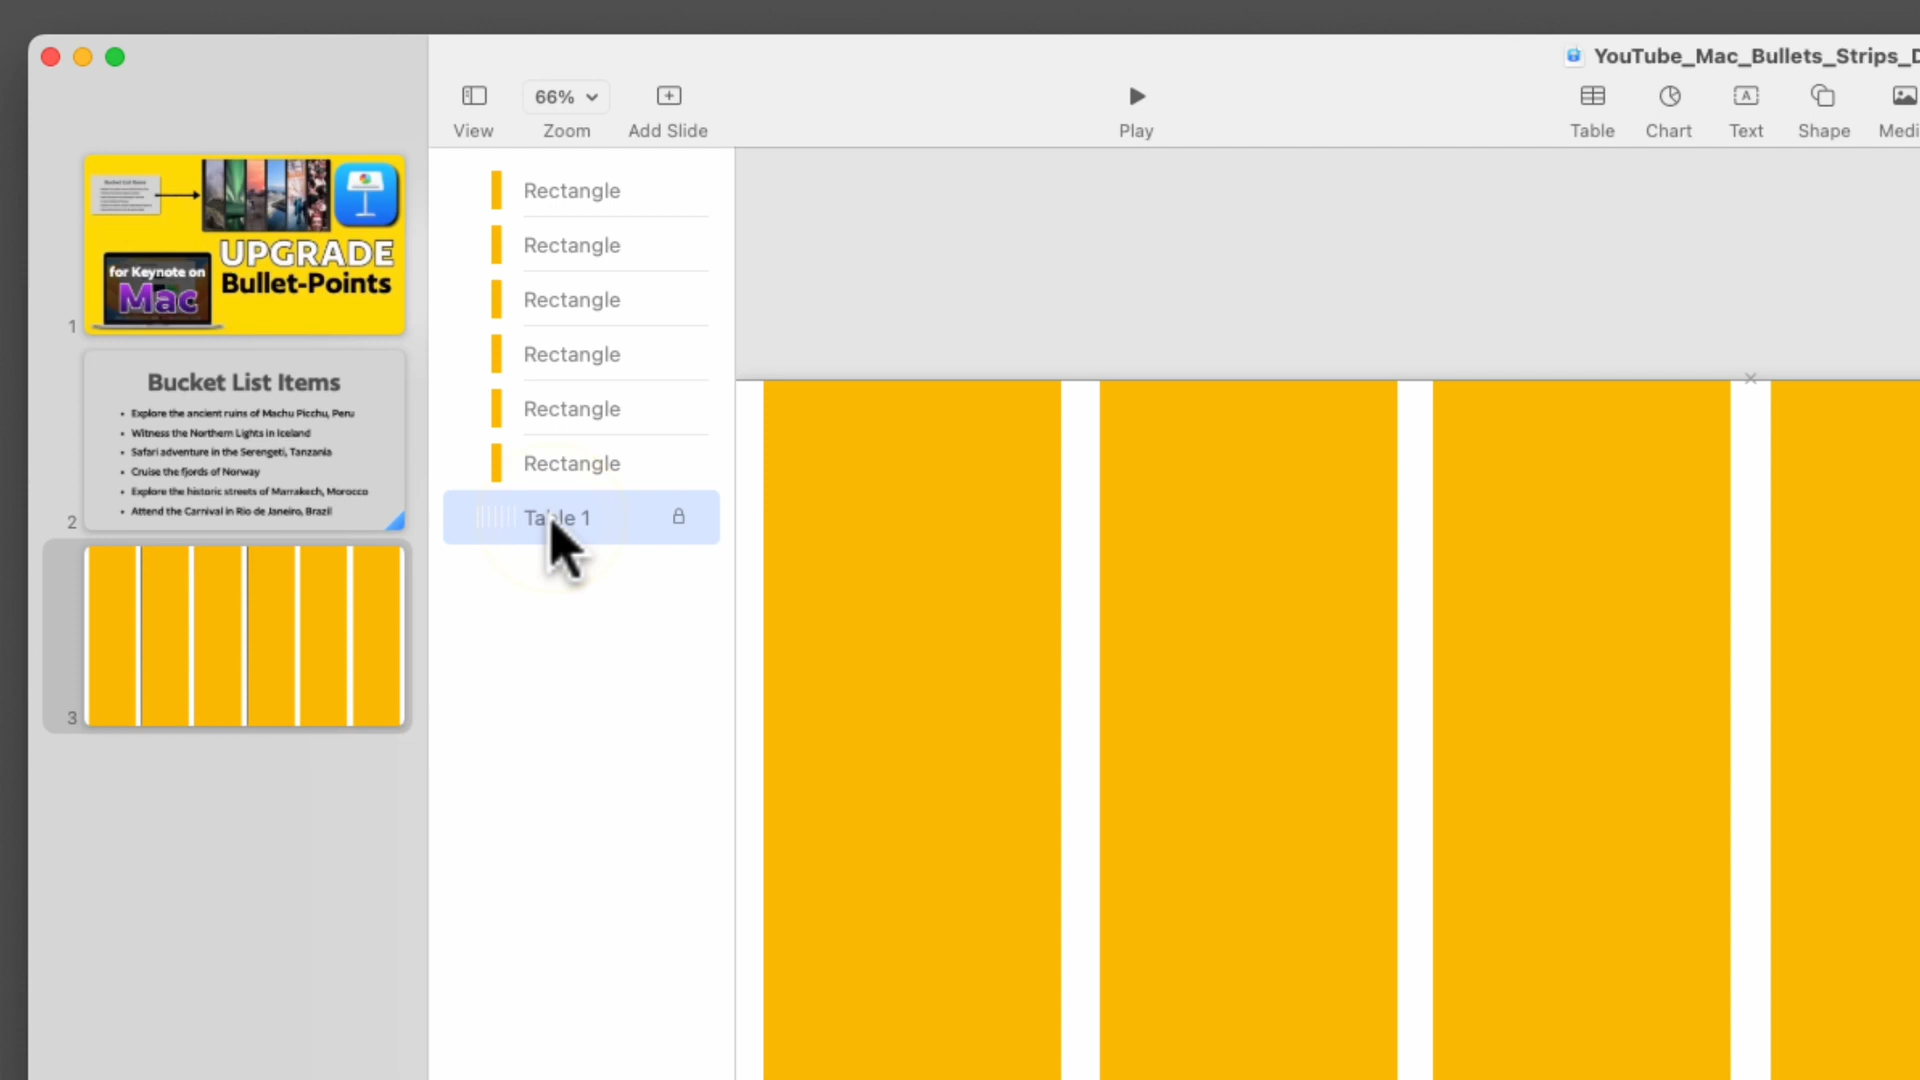 YouTube_Mac_Bullets_Strips_D
66%
View
Zoom
Add Slide
Play
Table
Chart
Text
Shape
Medi
Bucket List Items
UPGRADE
Bullet-Points
for Keynote on
Mac
1
Bucket List Items
• Explore the ancient ruins of Machu Picchu, Peru
• Witness the Northern Lights in Iceland
• Safari adventure in the Serengeti, Tanzania
• Cruise the fjords of Norway
• Explore the historic streets of Marrakech, Morocco
• Attend the Carnival in Rio de Janeiro, Brazil
2
3
Rectangle
Rectangle
Rectangle
Rectangle
Rectangle
Rectangle
Table 1